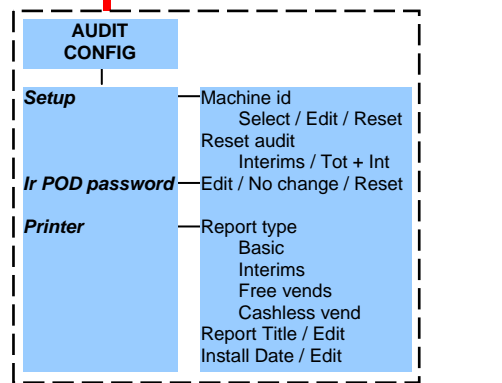 AUDIT
CONFIG
Setup
Machine id
Select / Edit / Reset
Reset audit
Interims / Tot + Int
Ir POD password
Edit / No change / Reset
Printer
Report type
Basic
Interims
Free vends
Cashless vend
Report Title / Edit
Install Date / Edit